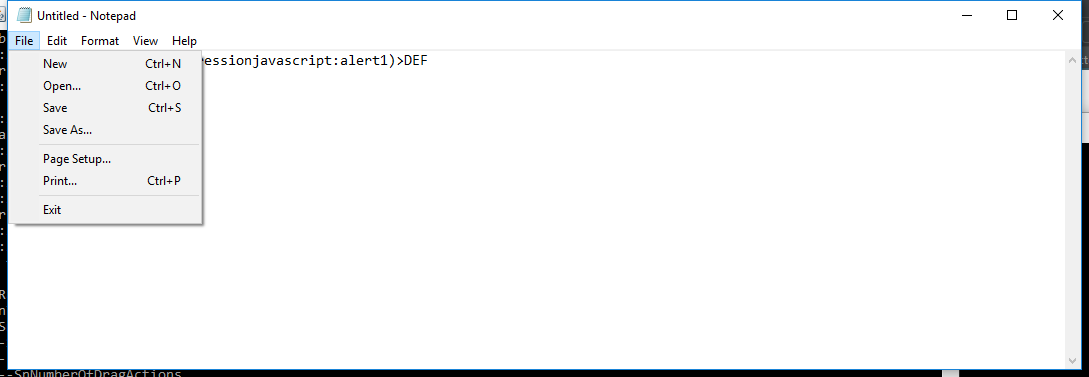 Untitled - Notepad
File Edit Format View Help
essionjavascript:alert1)>DEF
New Ctrl+N
Open... Ctrl+O
Save Ctrl+S
Save As...
Page Setup...
Print... Ctrl+P
Exit
--SnNumberOfDragActions